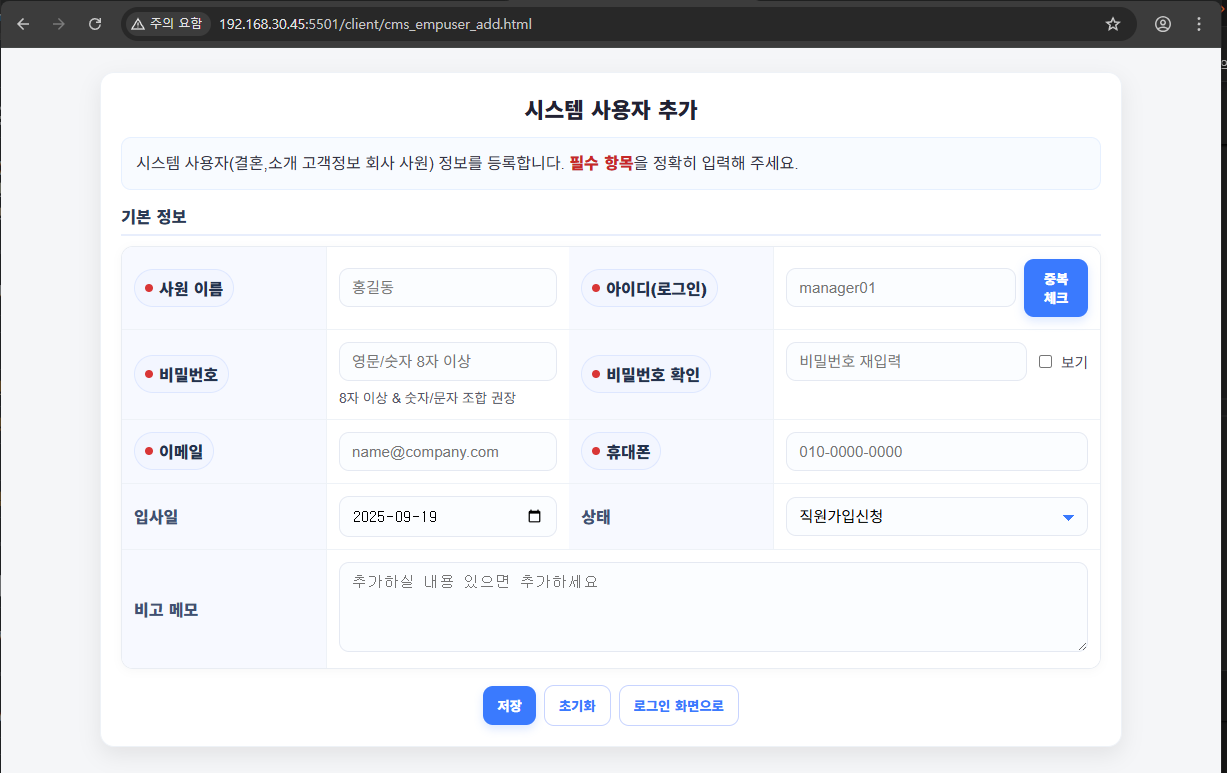 주의 요함 192.168.30.45:5501/client/cms_empuser_add.html
시스템 사용자 추가
시스템 사용자(결혼,소개 고객정보 회사 사원) 정보를 등록합니다. 필수 항목을 정확히 입력해 주세요.
기본 정보
사원 이름
홍길동
아이디(로그인)
manager01
중복
체크
비밀번호
영문/숫자 8자 이상
8자 이상 & 숫자/문자 조합 권장
비밀번호 확인
비밀번호 재입력
보기
이메일
name@company.com
휴대폰
010-0000-0000
입사일
2025-09-19
상태
직원가입신청
비고 메모
추가하실 내용 있으면 추가하세요
저장
초기화
로그인 화면으로